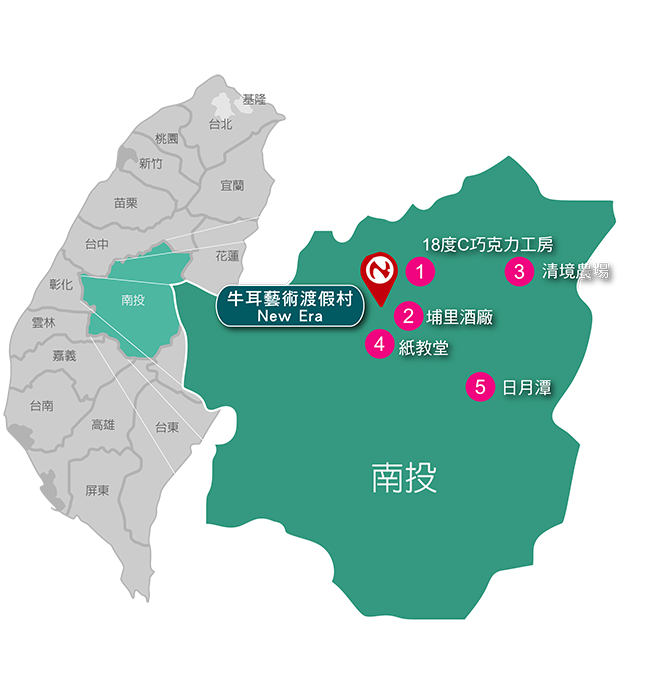 基隆
台北
桃園
新竹
宜蘭
苗栗
台中
花蓮
彰化
南投
雲林
嘉義
台南
高雄
台東
屏東
18度C巧克力工房
1
3 清境農場
牛耳藝術渡假村
New Era
2 埔里酒廠
4 紙教堂
5 日月潭
南投